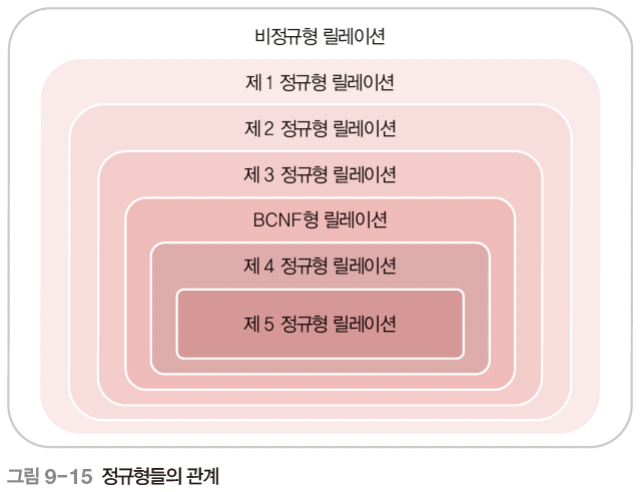 비정규형 릴레이션
제 1 정규형 릴레이션
제 2 정규형 릴레이션
제 3 정규형 릴레이션
BCNF형 릴레이션
제 4 정규형 릴레이션
제 5 정규형 릴레이션
그림 9-15 정규형들의 관계